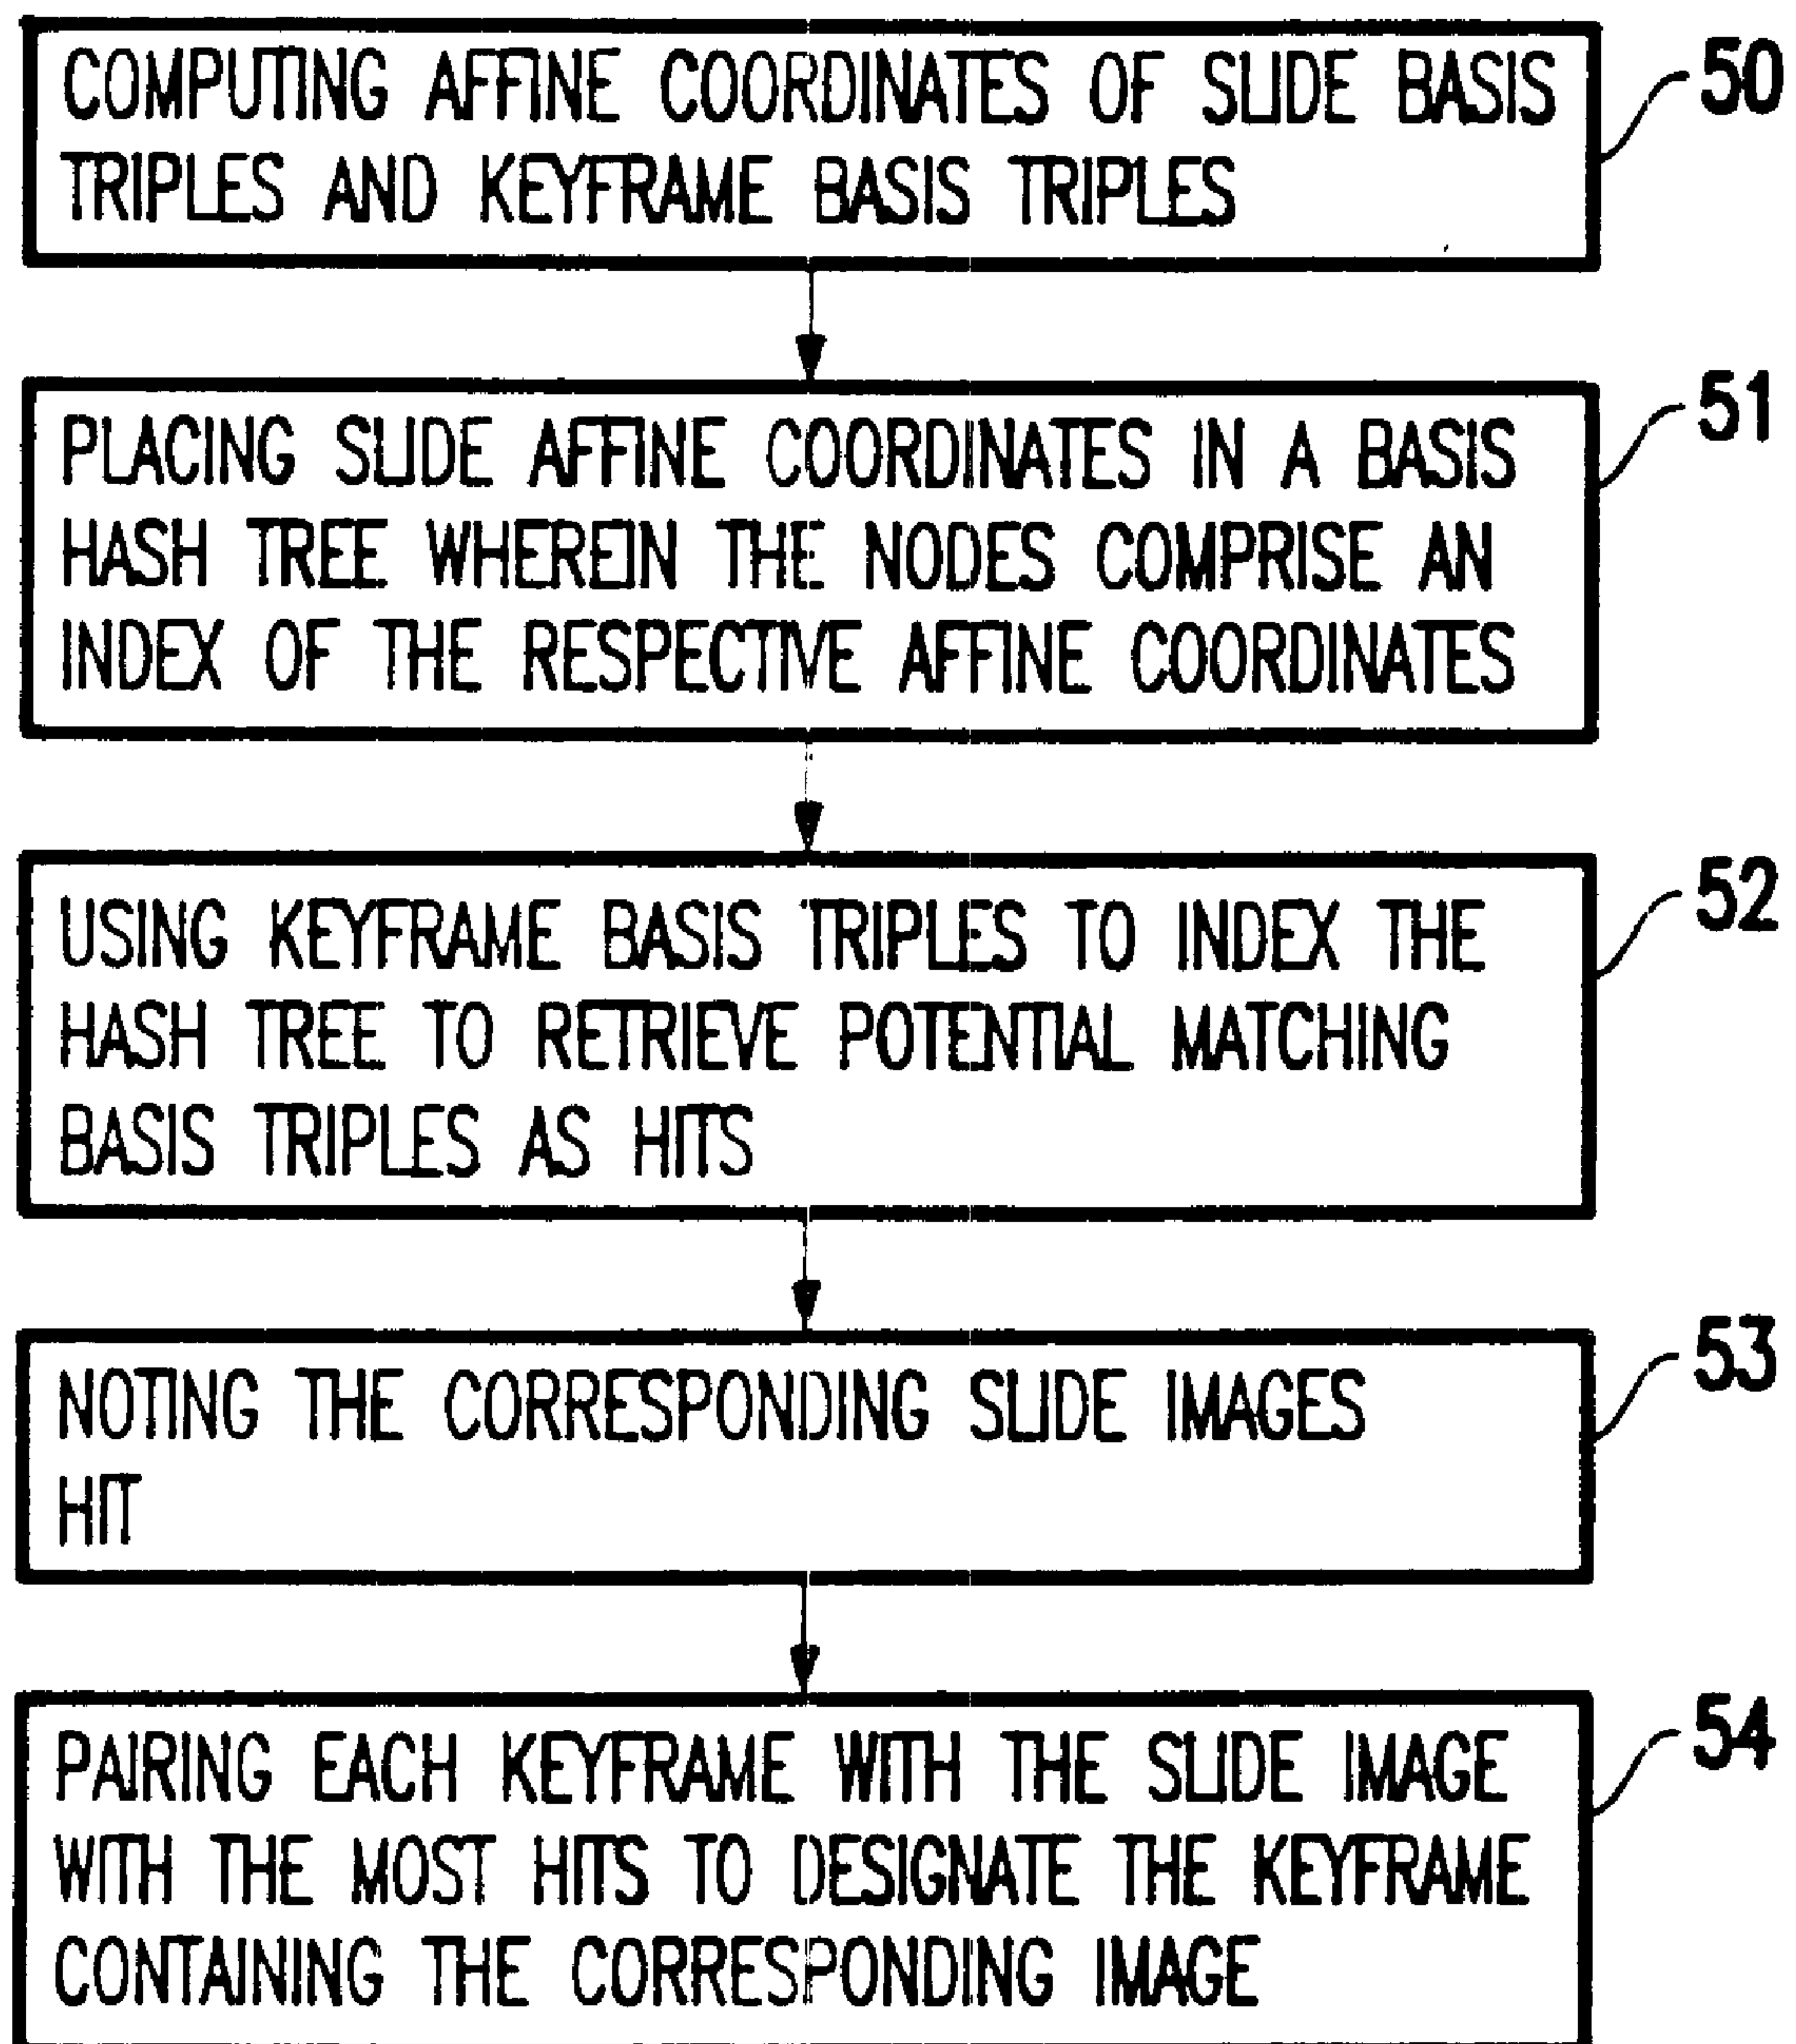 COMPUTING AFFINE COORDINATES OF SLIDE BASIS
TRIPLES AND KEYFRAME BASIS TRIPLES
50
PLACING SLIDE AFFINE COORDINATES IN A BASIS
HASH TREE WHEREIN THE NODES COMPRISE AN
INDEX OF THE RESPECTIVE AFFINE COORDINATES
51
USING KEYFRAME BASIS TRIPLES TO INDEX THE
HASH TREE TO RETRIEVE POTENTIAL MATCHING
BASIS TRIPLES AS HITS
52
NOTING THE CORRESPONDING SLIDE IMAGES
HIT
53
PAIRING EACH KEYFRAME WITH THE SLIDE IMAGE
WITH THE MOST HITS TO DESIGNATE THE KEYFRAME
CONTAINING THE CORRESPONDING IMAGE
54